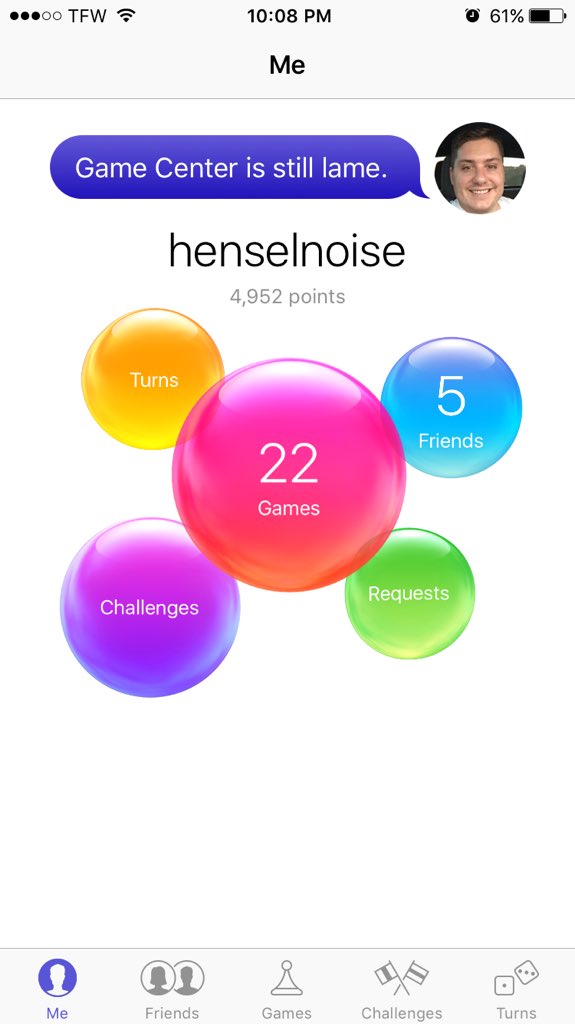 TFW 10:08 PM 61%
Me
Game Center is still lame.
henselnoise
4,952 points
Turns
5
Friends
22
Games
Challenges
Requests
Me Friends Games Challenges Turns